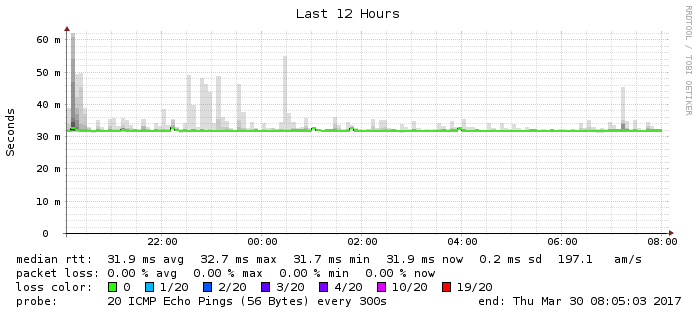 Last 12 Hours
RRDTOOL / TOBI OETIKER
Seconds
60 m
50 m
40 m
30 m
20 m
10 m
0
22:00 00:00 02:00 04:00 06:00 08:00
median rtt: 31.9 ms avg 32.7 ms max 31.7 ms min 31.9 ms now 0.2 ms sd 197.1 am/s
packet loss: 0.00 % avg 0.00 % max 0.00 % min 0.00 % now
loss color: 0 1/20 2/20 3/20 4/20 10/20 19/20
probe: 20 ICMP Echo Pings (56 Bytes) every 300s end: Thu Mar 30 08:05:03 2017